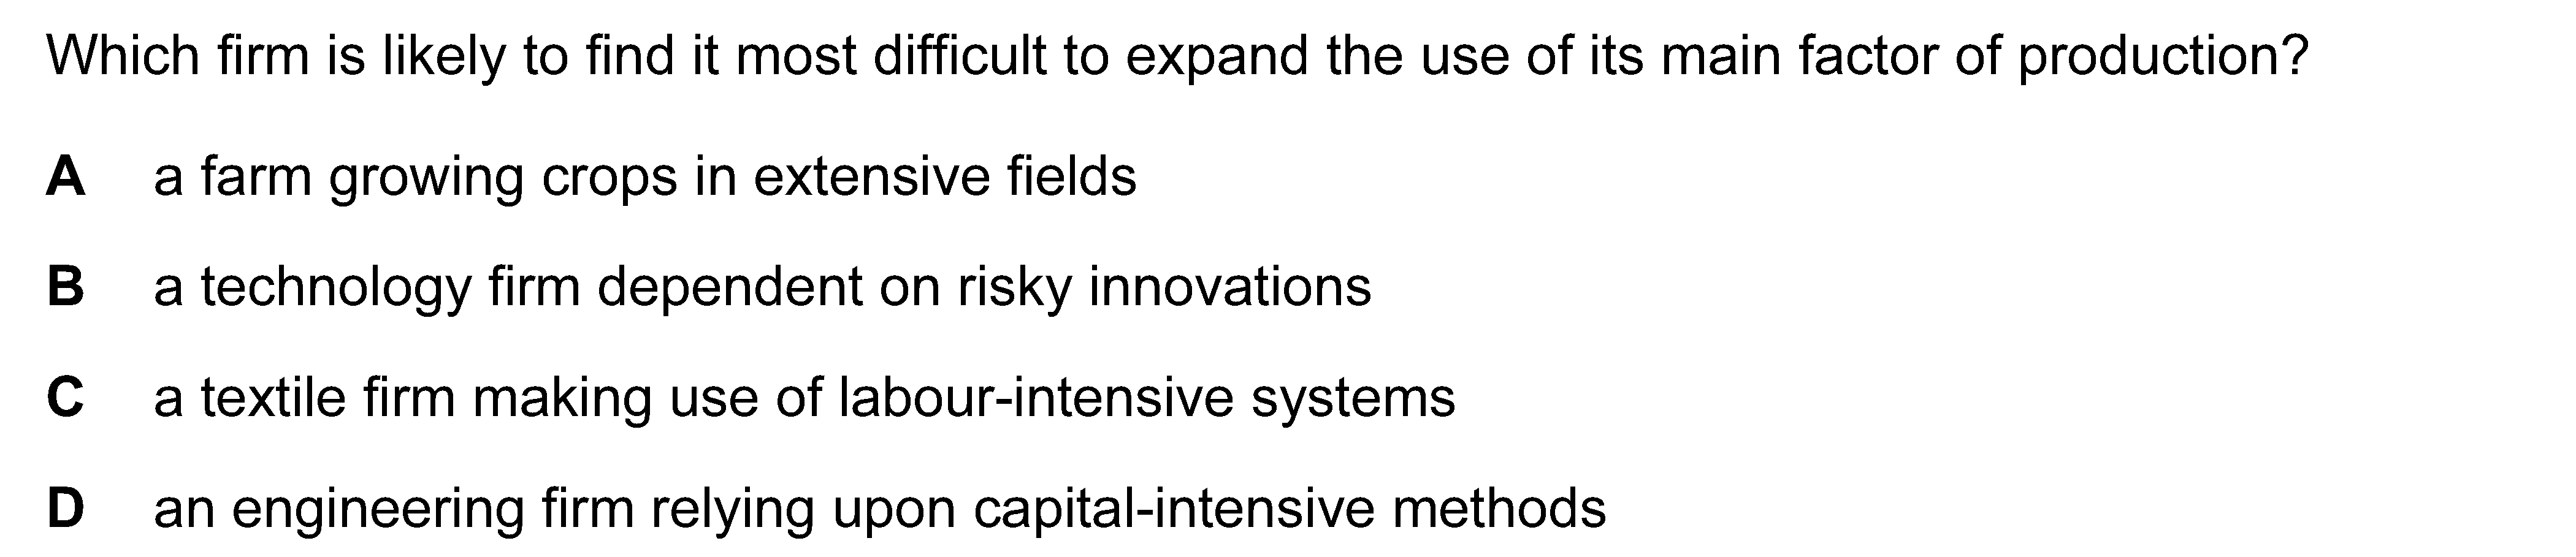 Which firm is likely to find it most difficult to expand the use of its main factor of production?
A a farm growing crops in extensive fields
B a technology firm dependent on risky innovations
C a textile firm making use of labour-intensive systems
D an engineering firm relying upon capital-intensive methods